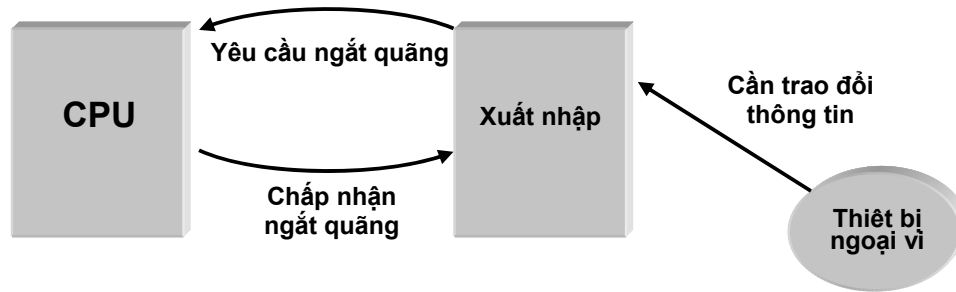 Yêu cầu ngắt quãng
CPU
Xuất nhập
Cần trao đổi
thông tin
Chấp nhận
ngắt quãng
Thiêt bị
ngoại vi